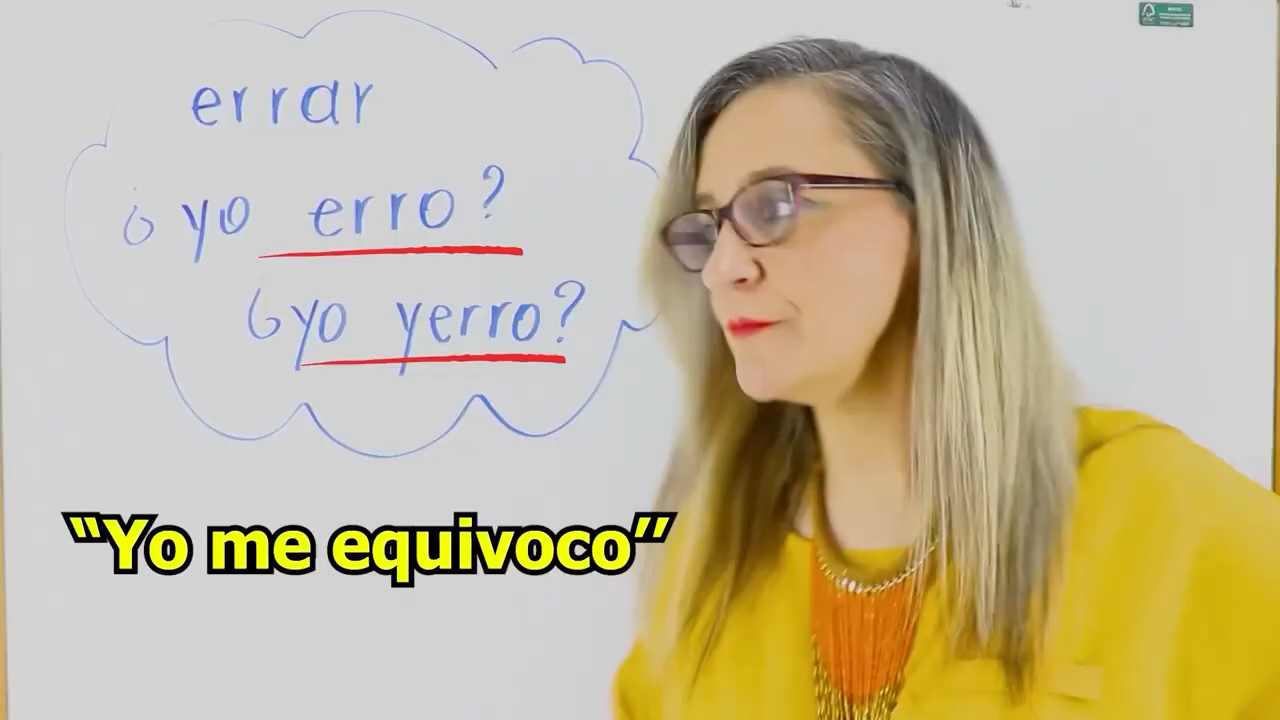 errar
¿yo erro?
¿yo yerro?
“Yo me equivoco”